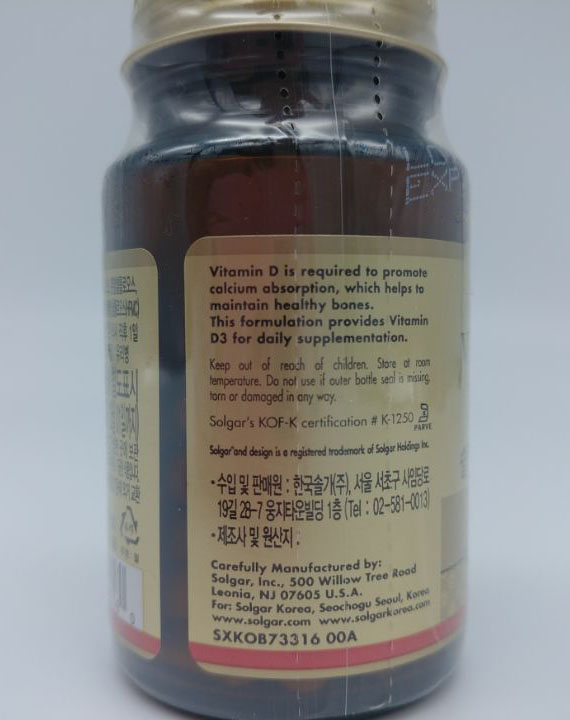 EXP
Vitamin D is required to promote
calcium absorption, which helps to
maintain healthy bones.
This formulation provides Vitamin
D3 for daily supplementation.
Keep out of reach of children. Store at room
temperature. Do not use if outer bottle seal is missing,
torn or damaged in any way.
Solgar's KOF-K certification # K-1250
PARVE
Solgar and design is a registered trademark of Solgar Holdings Inc.
•수입 및 판매원 : 한국솔가(주), 서울 서초구 사임당로
19길 28-7 웅지타운빌딩 1층 (Tel : 02-581-0013)
•제조사 및 원산지 :
Carefully Manufactured by:
Solgar, Inc., 500 Willow Tree Road
Leonia, NJ 07605 U.S.A.
For: Solgar Korea, Seochogu Seoul, Korea
www.solgar.com www.solgarkorea.com
SXKOB73316 00A